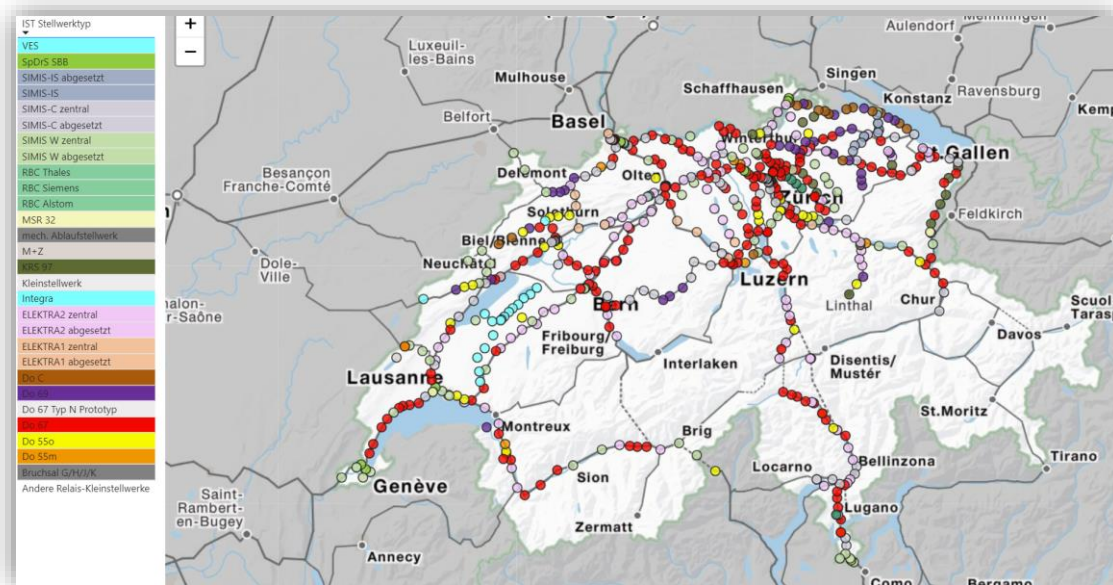 IST Stellwerktyp
VES
SpDrS SBB
SIMIS-IS abgesetzt
SIMIS-IS
SIMIS-C zentral
SIMIS-C abgesetzt
SIMIS W zentral
SIMIS W abgesetzt
RBC Thales
RBC Siemens
RBC Alstom
MSR 32
mech. Ablaufstellwerk
M+Z
KRS 97
Kleinstellwerk
Integra
ELEKTRA2 zentral
ELEKTRA2 abgesetzt
ELEKTRA1 zentral
ELEKTRA1 abgesetzt
Do C
Do 69
Do 67 Typ N Prototyp
Do 67
Do 55o
Do 55m
Bruchsal G/H/J/K
Andere Relais-Kleinstellwerke
+
−
Aulendorf
Luxeuil-
les-Bains
Mulhouse
Singen
Schaffhausen
Konstanz
Ravensburg
Belfort
Basel
Winterthu
Delémont
Olte
St Gallen
Besançon
Franche-Comté
Zürich
Solothurn
Feldkirch
Biel/Bienne
Dole-
Ville
Neuchâtel
Luzern
Linthal
Bern
Chur
Scuol
Tarasp
Davos
Fribourg/
Freiburg
Interlaken
Disentis/
Mustér
Lausanne
St.Moritz
Montreux
Brig
Bellinzona
Locarno
Sion
Tirano
Genève
Lugano
Saint-
Rambert-
en-Bugey
Zermatt
Annecy
Como
Bergamo